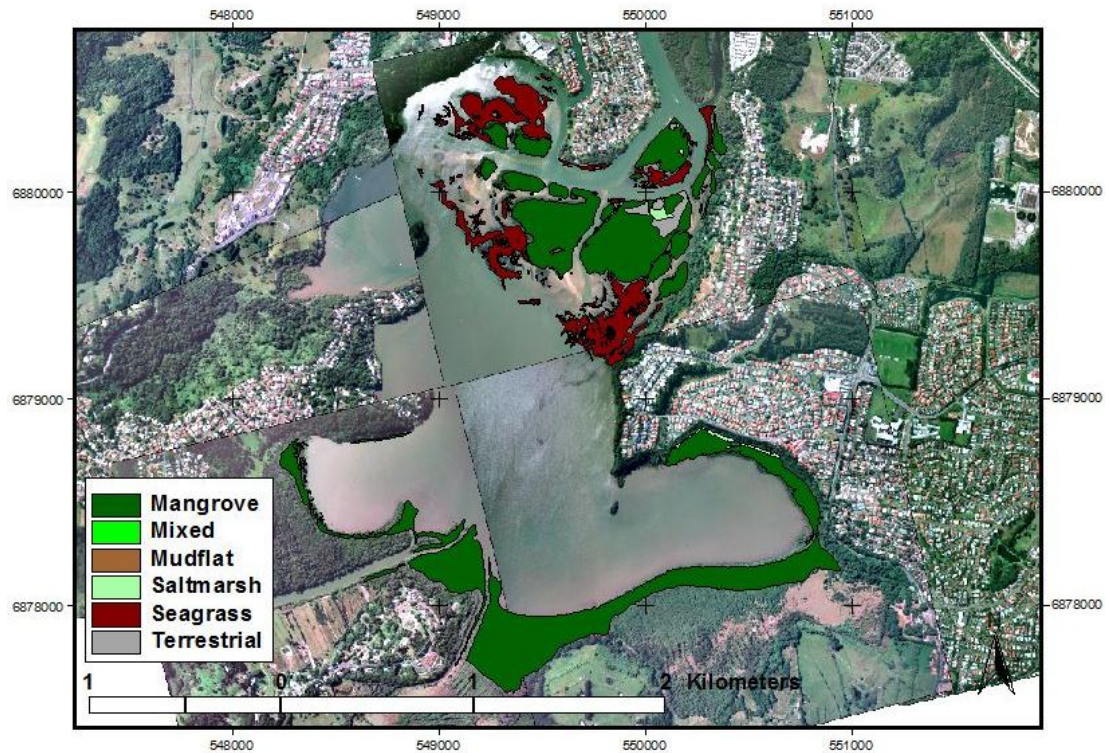 548000 549000 550000 551000
6880000 6880000
6879000 6879000
Mangrove
Mixed
Mudflat
Saltmarsh
Seagrass
Terrestrial
6878000 6878000
1 0 1 2 Kilometers
548000 549000 550000 551000